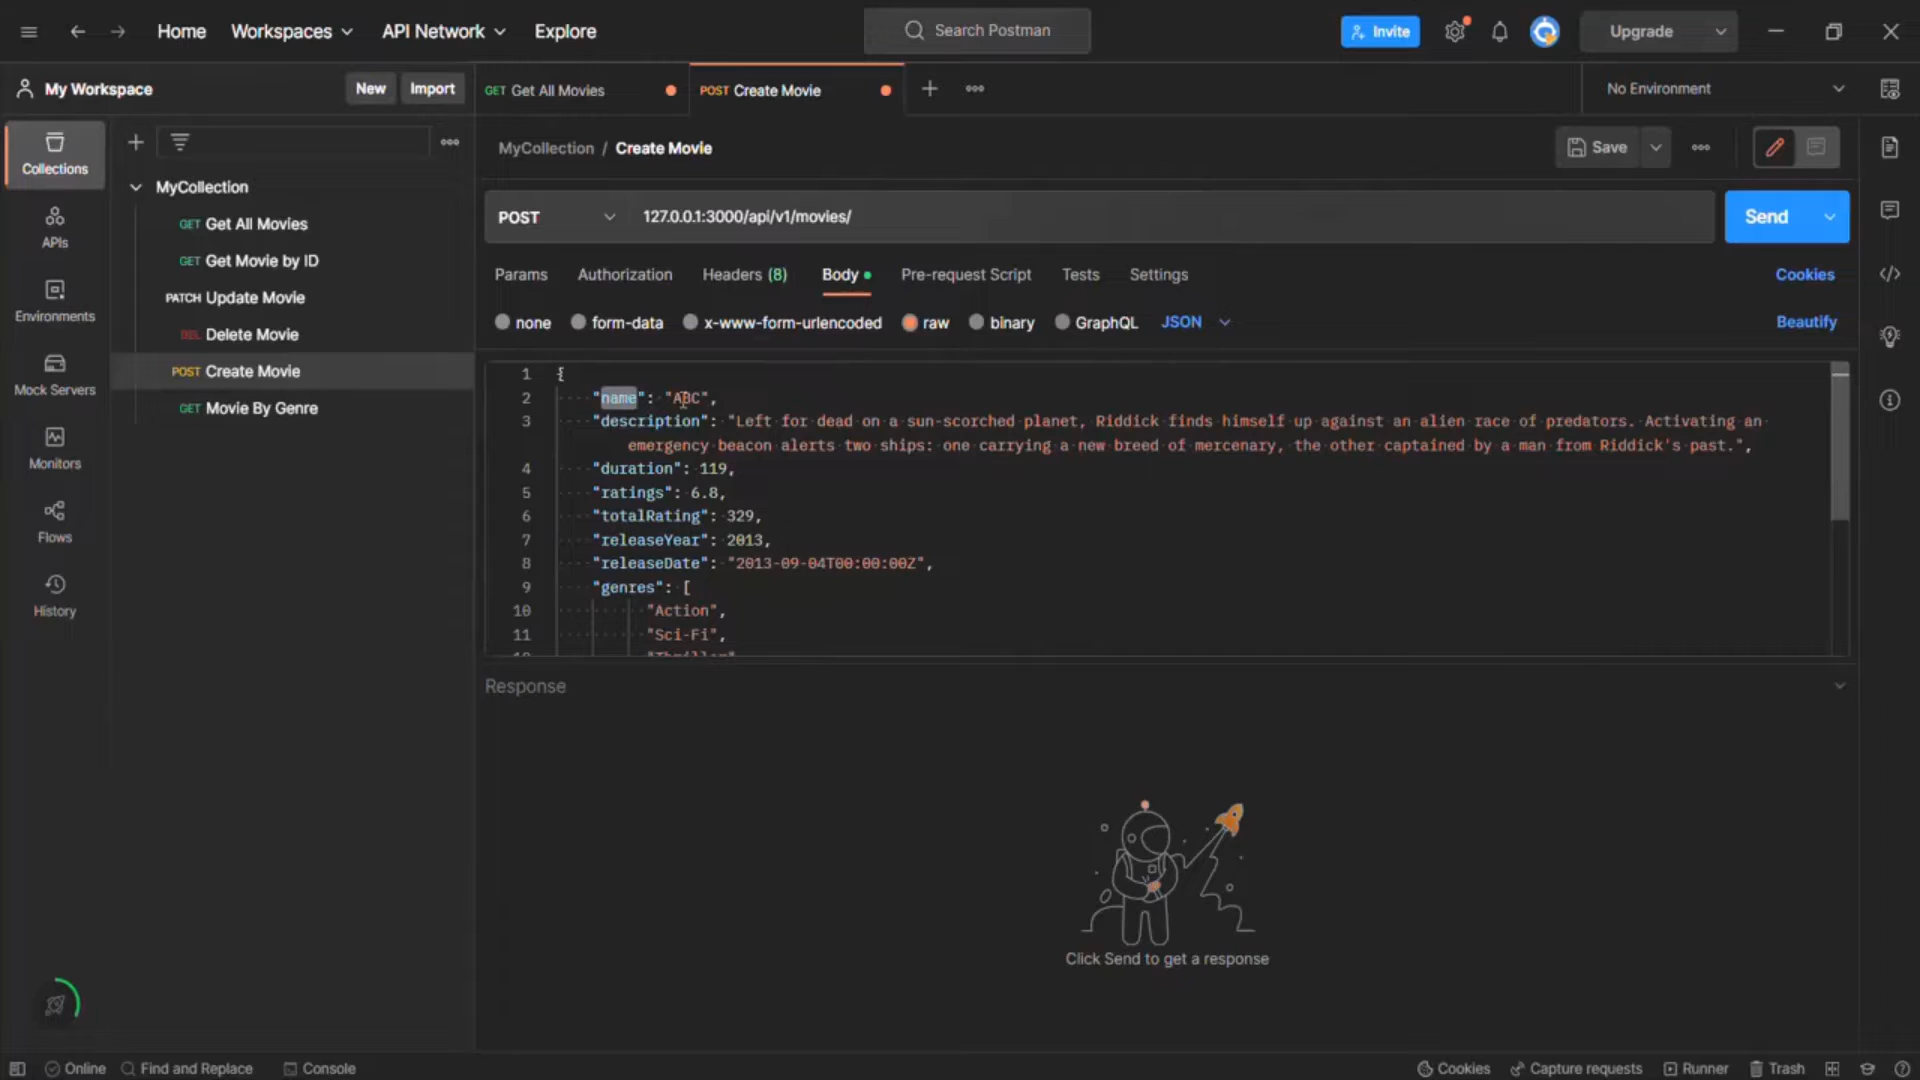 Home Workspaces API Network Explore Search Postman Invite Upgrade
My Workspace New Import GET Get All Movies POST Create Movie No Environment
Collections
APIs
Environments
Mock Servers
Monitors
Flows
History
MyCollection
GET Get All Movies
GET Get Movie by ID
PATCH Update Movie
DEL Delete Movie
POST Create Movie
GET Movie By Genre
MyCollection / Create Movie Save
POST 127.0.0.1:3000/api/v1/movies/ Send
Params Authorization Headers (8) Body Pre-request Script Tests Settings Cookies
none form-data x-www-form-urlencoded raw binary GraphQL JSON Beautify
1 {
2 "name": "ABC",
3 "description": "Left for dead on a sun-scorched planet, Riddick finds himself up against an alien race of predators. Activating an
emergency beacon alerts two ships: one carrying a new breed of mercenary, the other captained by a man from Riddick's past.",
4 "duration": 119,
5 "ratings": 6.8,
6 "totalRating": 329,
7 "releaseYear": 2013,
8 "releaseDate": "2013-09-04T00:00:00Z",
9 "genres": [
10 "Action",
11 "Sci-Fi",
12 "Thriller"
Response
Click Send to get a response
Online Find and Replace Console Cookies Capture requests Runner Trash